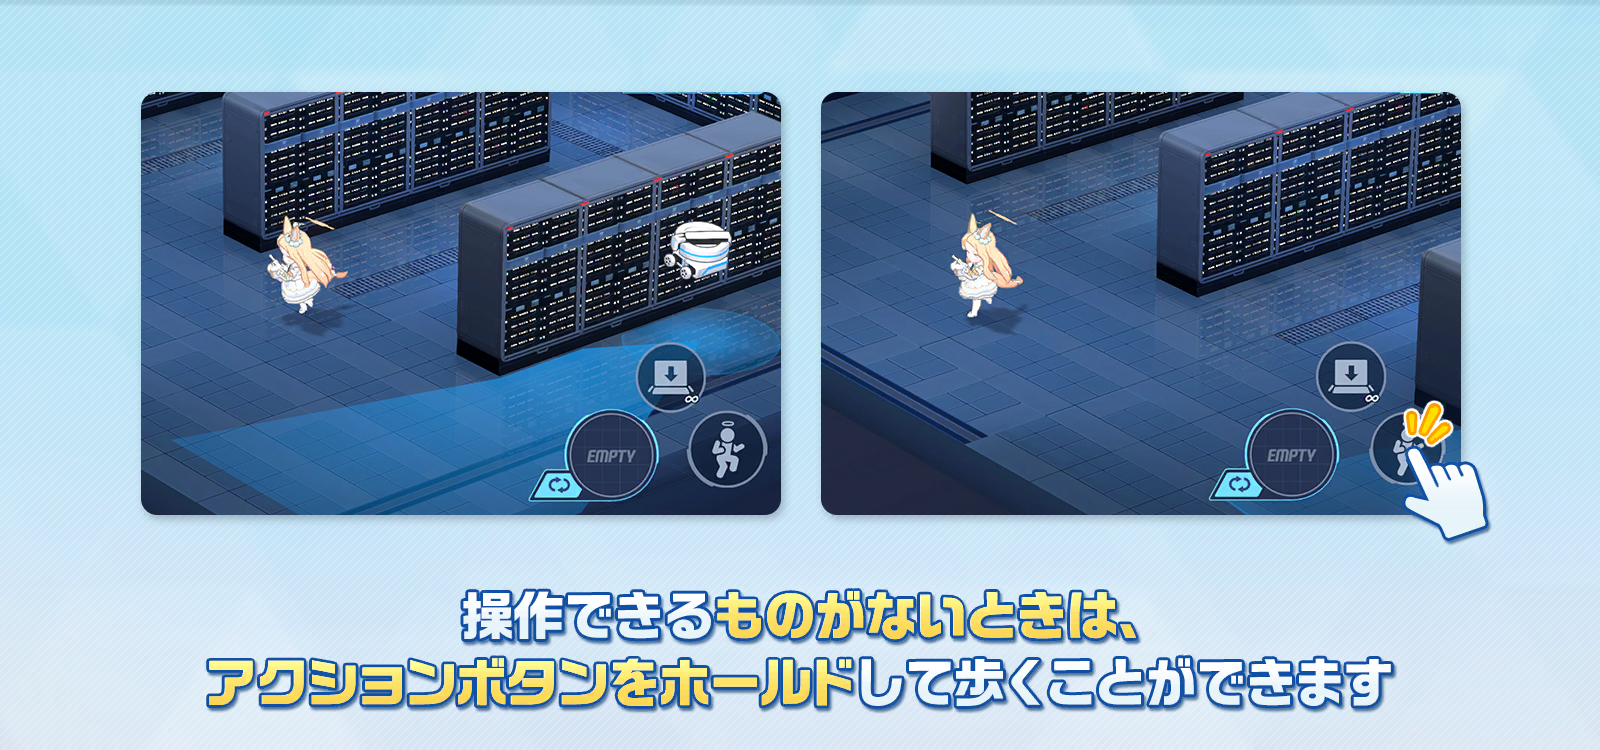 EMPTY
EMPTY
操作できるものがないときは、
アクションボタンをホールドして歩くことができます